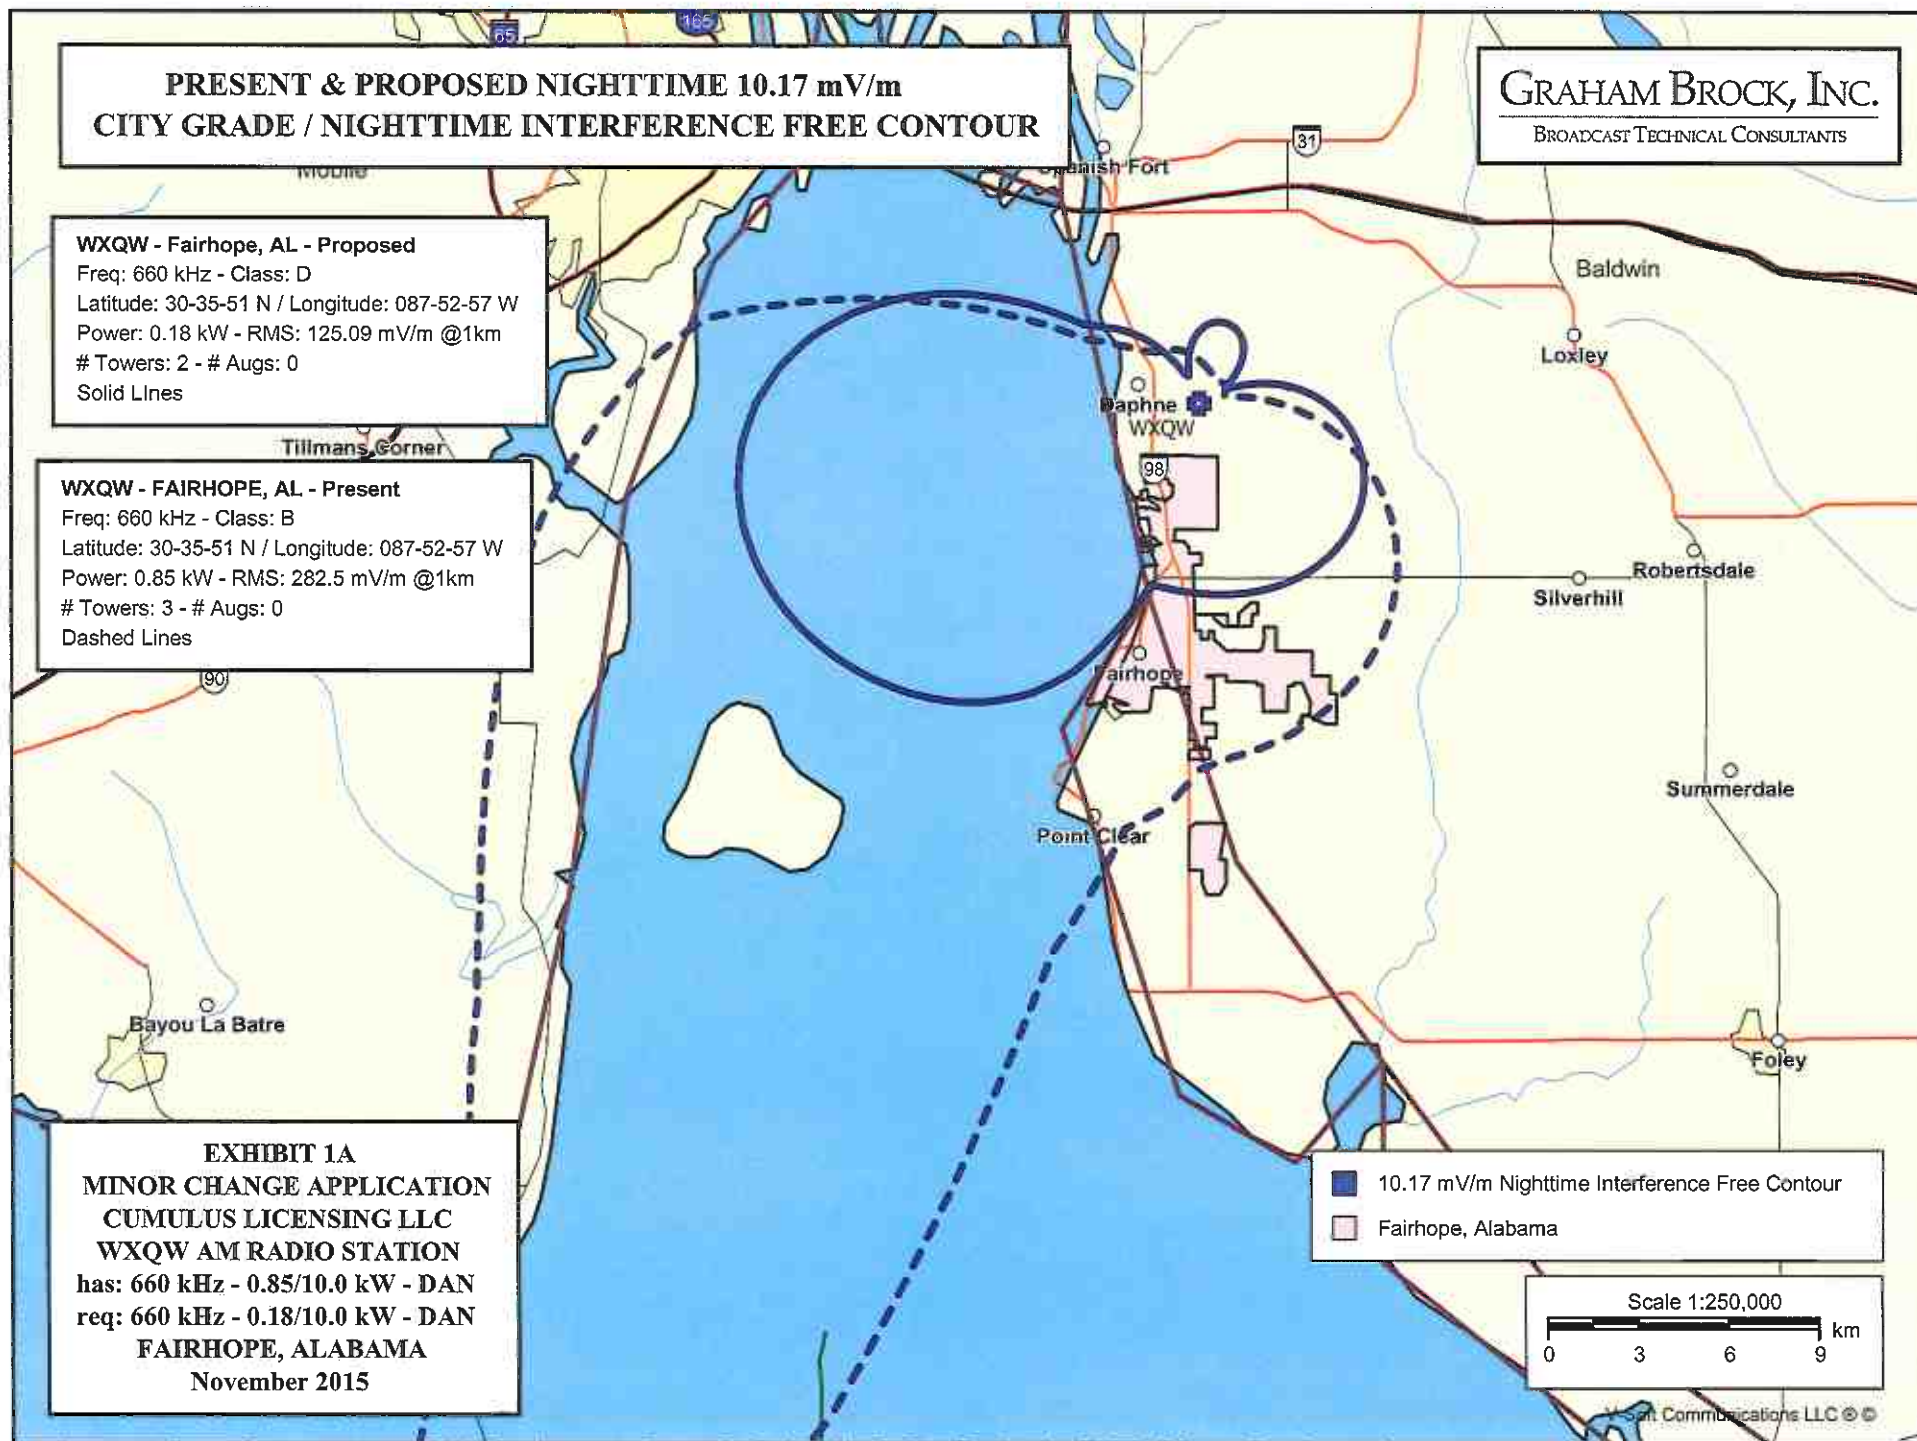 65
165
PRESENT & PROPOSED NIGHTTIME 10.17 mV/m
CITY GRADE / NIGHTTIME INTERFERENCE FREE CONTOUR
GRAHAM BROCK, INC.
BROADCAST TECHNICAL CONSULTANTS
31
Mobile
Spanish Fort
WXQW - Fairhope, AL - Proposed
Freq: 660 kHz - Class: D
Latitude: 30-35-51 N / Longitude: 087-52-57 W
Power: 0.18 kW - RMS: 125.09 mV/m @1km
# Towers: 2 - # Augs: 0
Solid LInes
Baldwin
Loxley
Daphne
WXQW
Tillmans Corner
98
WXQW - FAIRHOPE, AL - Present
Freq: 660 kHz - Class: B
Latitude: 30-35-51 N / Longitude: 087-52-57 W
Power: 0.85 kW - RMS: 282.5 mV/m @1km
# Towers: 3 - # Augs: 0
Dashed Lines
Robertsdale
Silverhill
Fairhope
90
Summerdale
Point Clear
Bayou La Batre
Foley
EXHIBIT 1A
MINOR CHANGE APPLICATION
CUMULUS LICENSING LLC
WXQW AM RADIO STATION
has: 660 kHz - 0.85/10.0 kW - DAN
req: 660 kHz - 0.18/10.0 kW - DAN
FAIRHOPE, ALABAMA
November 2015
10.17 mV/m Nighttime Interference Free Contour
Fairhope, Alabama
Scale 1:250,000
km
0 3 6 9
V-Soft Communications LLC ® ©